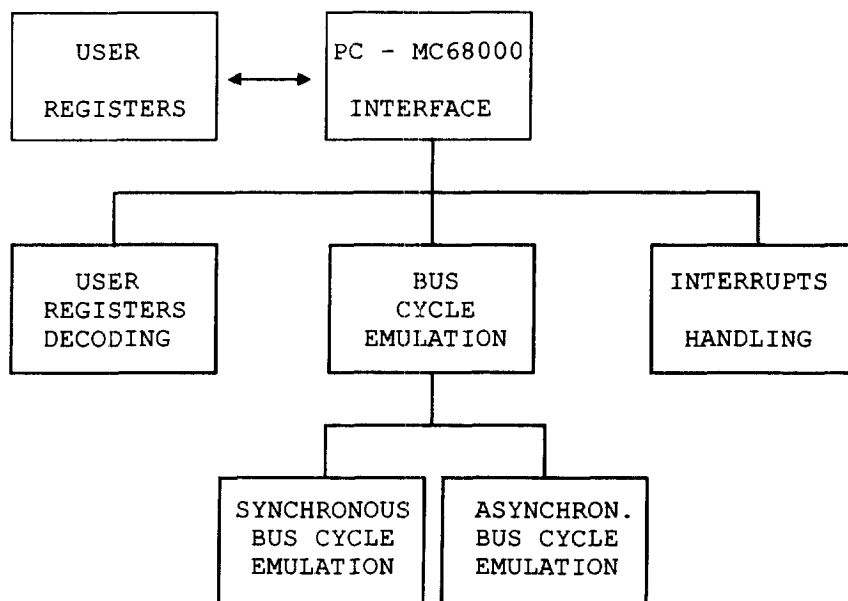 USER
REGISTERS
PC - MC68000
INTERFACE
USER
REGISTERS
DECODING
BUS
CYCLE
EMULATION
INTERRUPTS
HANDLING
SYNCHRONOUS
BUS CYCLE
EMULATION
ASYNCHRON.
BUS CYCLE
EMULATION